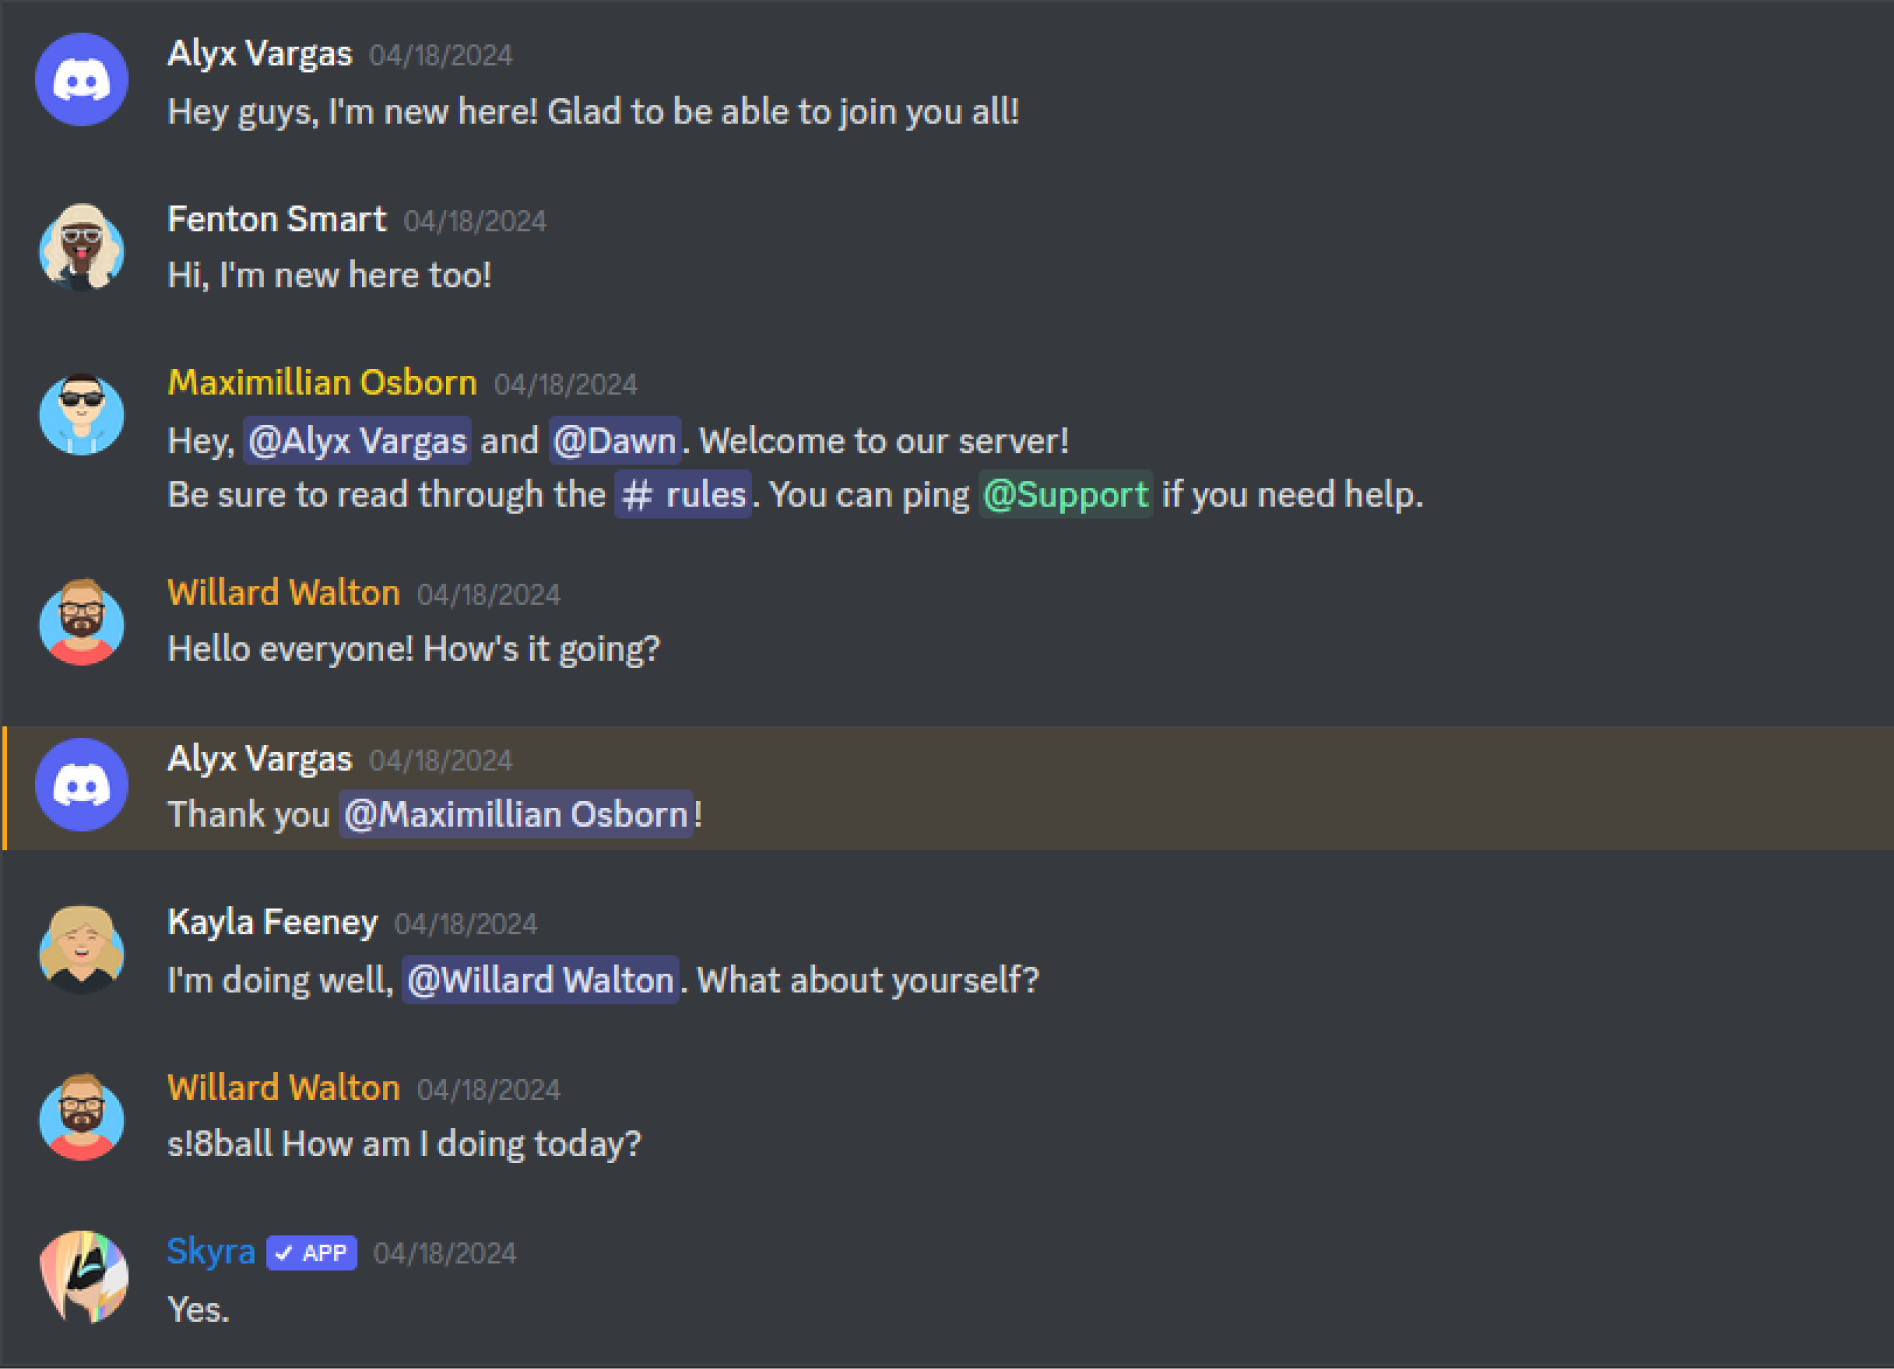 Alyx Vargas 04/18/2024
Hey guys, I'm new here! Glad to be able to join you all!
Fenton Smart 04/18/2024
Hi, I'm new here too!
Maximillian Osborn 04/18/2024
Hey, @Alyx Vargas and @Dawn. Welcome to our server!
Be sure to read through the # rules. You can ping @Support if you need help.
Willard Walton 04/18/2024
Hello everyone! How's it going?
Alyx Vargas 04/18/2024
Thank you @Maximillian Osborn!
Kayla Feeney 04/18/2024
I'm doing well, @Willard Walton. What about yourself?
Willard Walton 04/18/2024
s!8ball How am I doing today?
Skyra ✓ APP 04/18/2024
Yes.